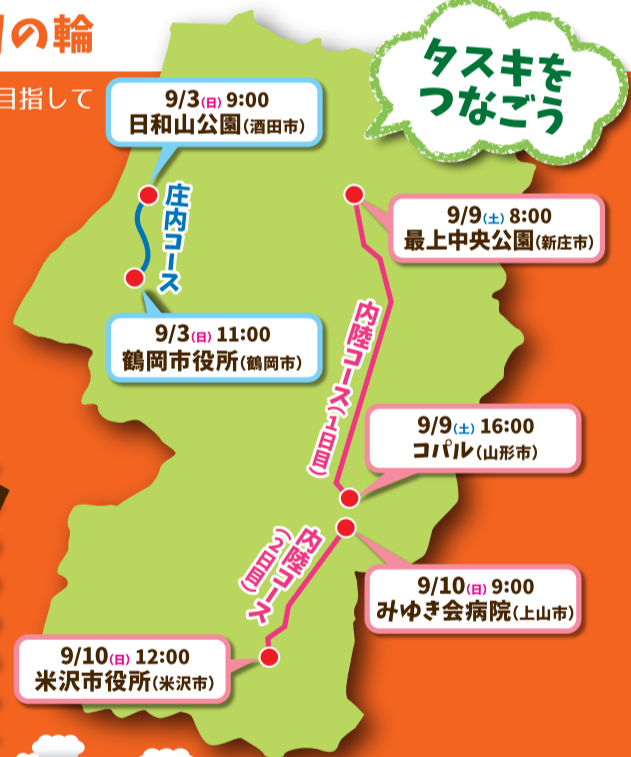 の輪
目指して
タスキを
つなごう
9/3(日) 9:00
日和山公園(酒田市)
庄内コース
9/3(日) 11:00
鶴岡市役所(鶴岡市)
9/9(土) 8:00
最上中央公園(新庄市)
内陸コース(1日目)
9/9(土) 16:00
コパル(山形市)
9/10(日) 9:00
みゆき会病院(上山市)
内陸コース
(2日目)
9/10(日) 12:00
米沢市役所(米沢市)